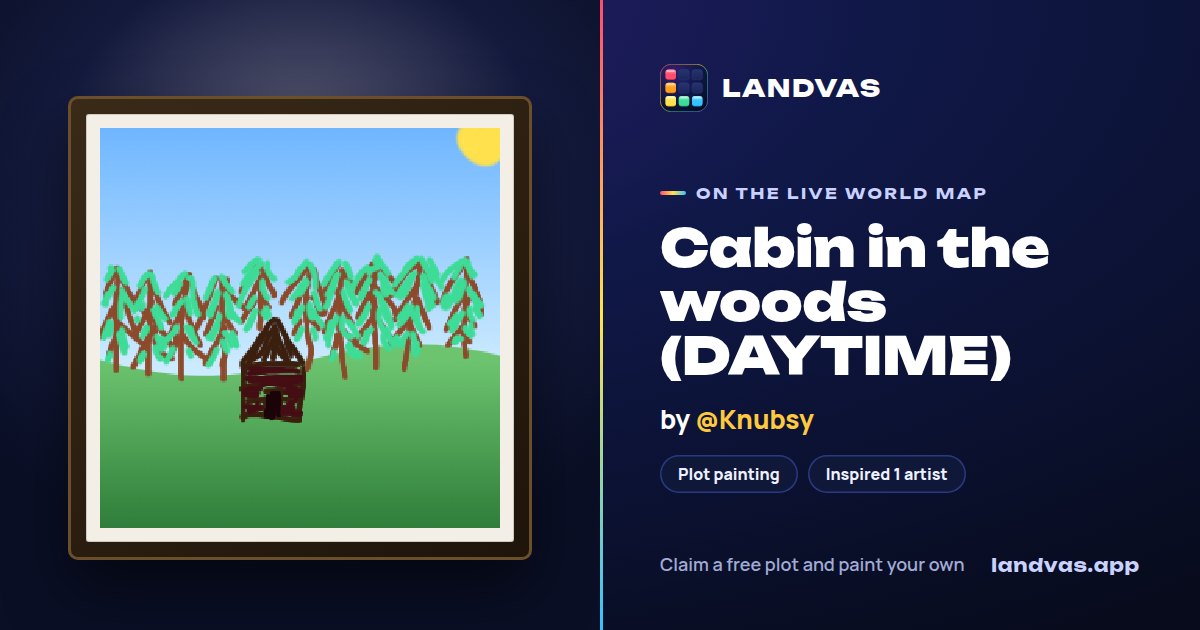 LANDVAS
ON THE LIVE WORLD MAP
Cabin in the
woods
(DAYTIME)
by @Knubsy
Plot painting
Inspired 1 artist
Claim a free plot and paint your own
landvas.app